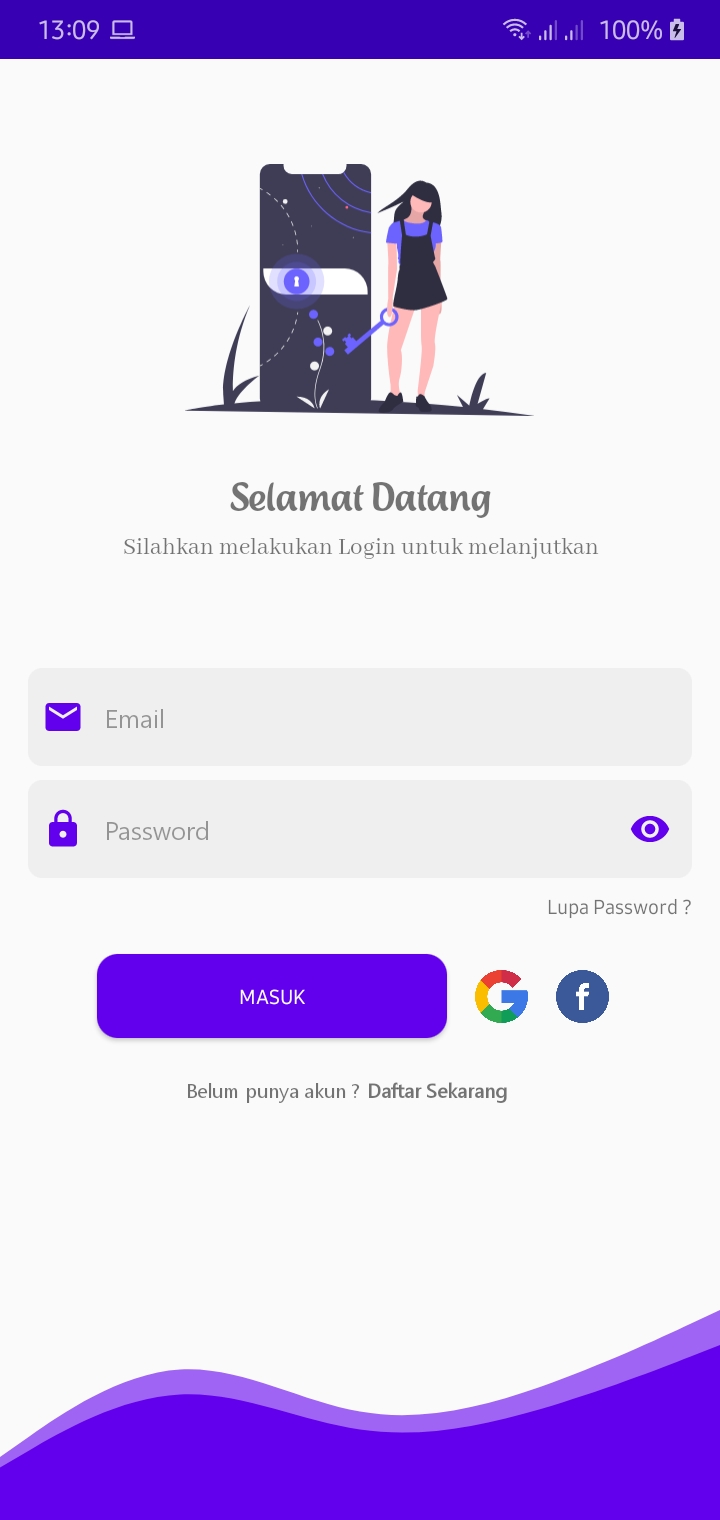 13:09 100%
Selamat Datang
Silahkan melakukan Login untuk melanjutkan
Email
Password
Lupa Password ?
MASUK
Belum punya akun ? Daftar Sekarang